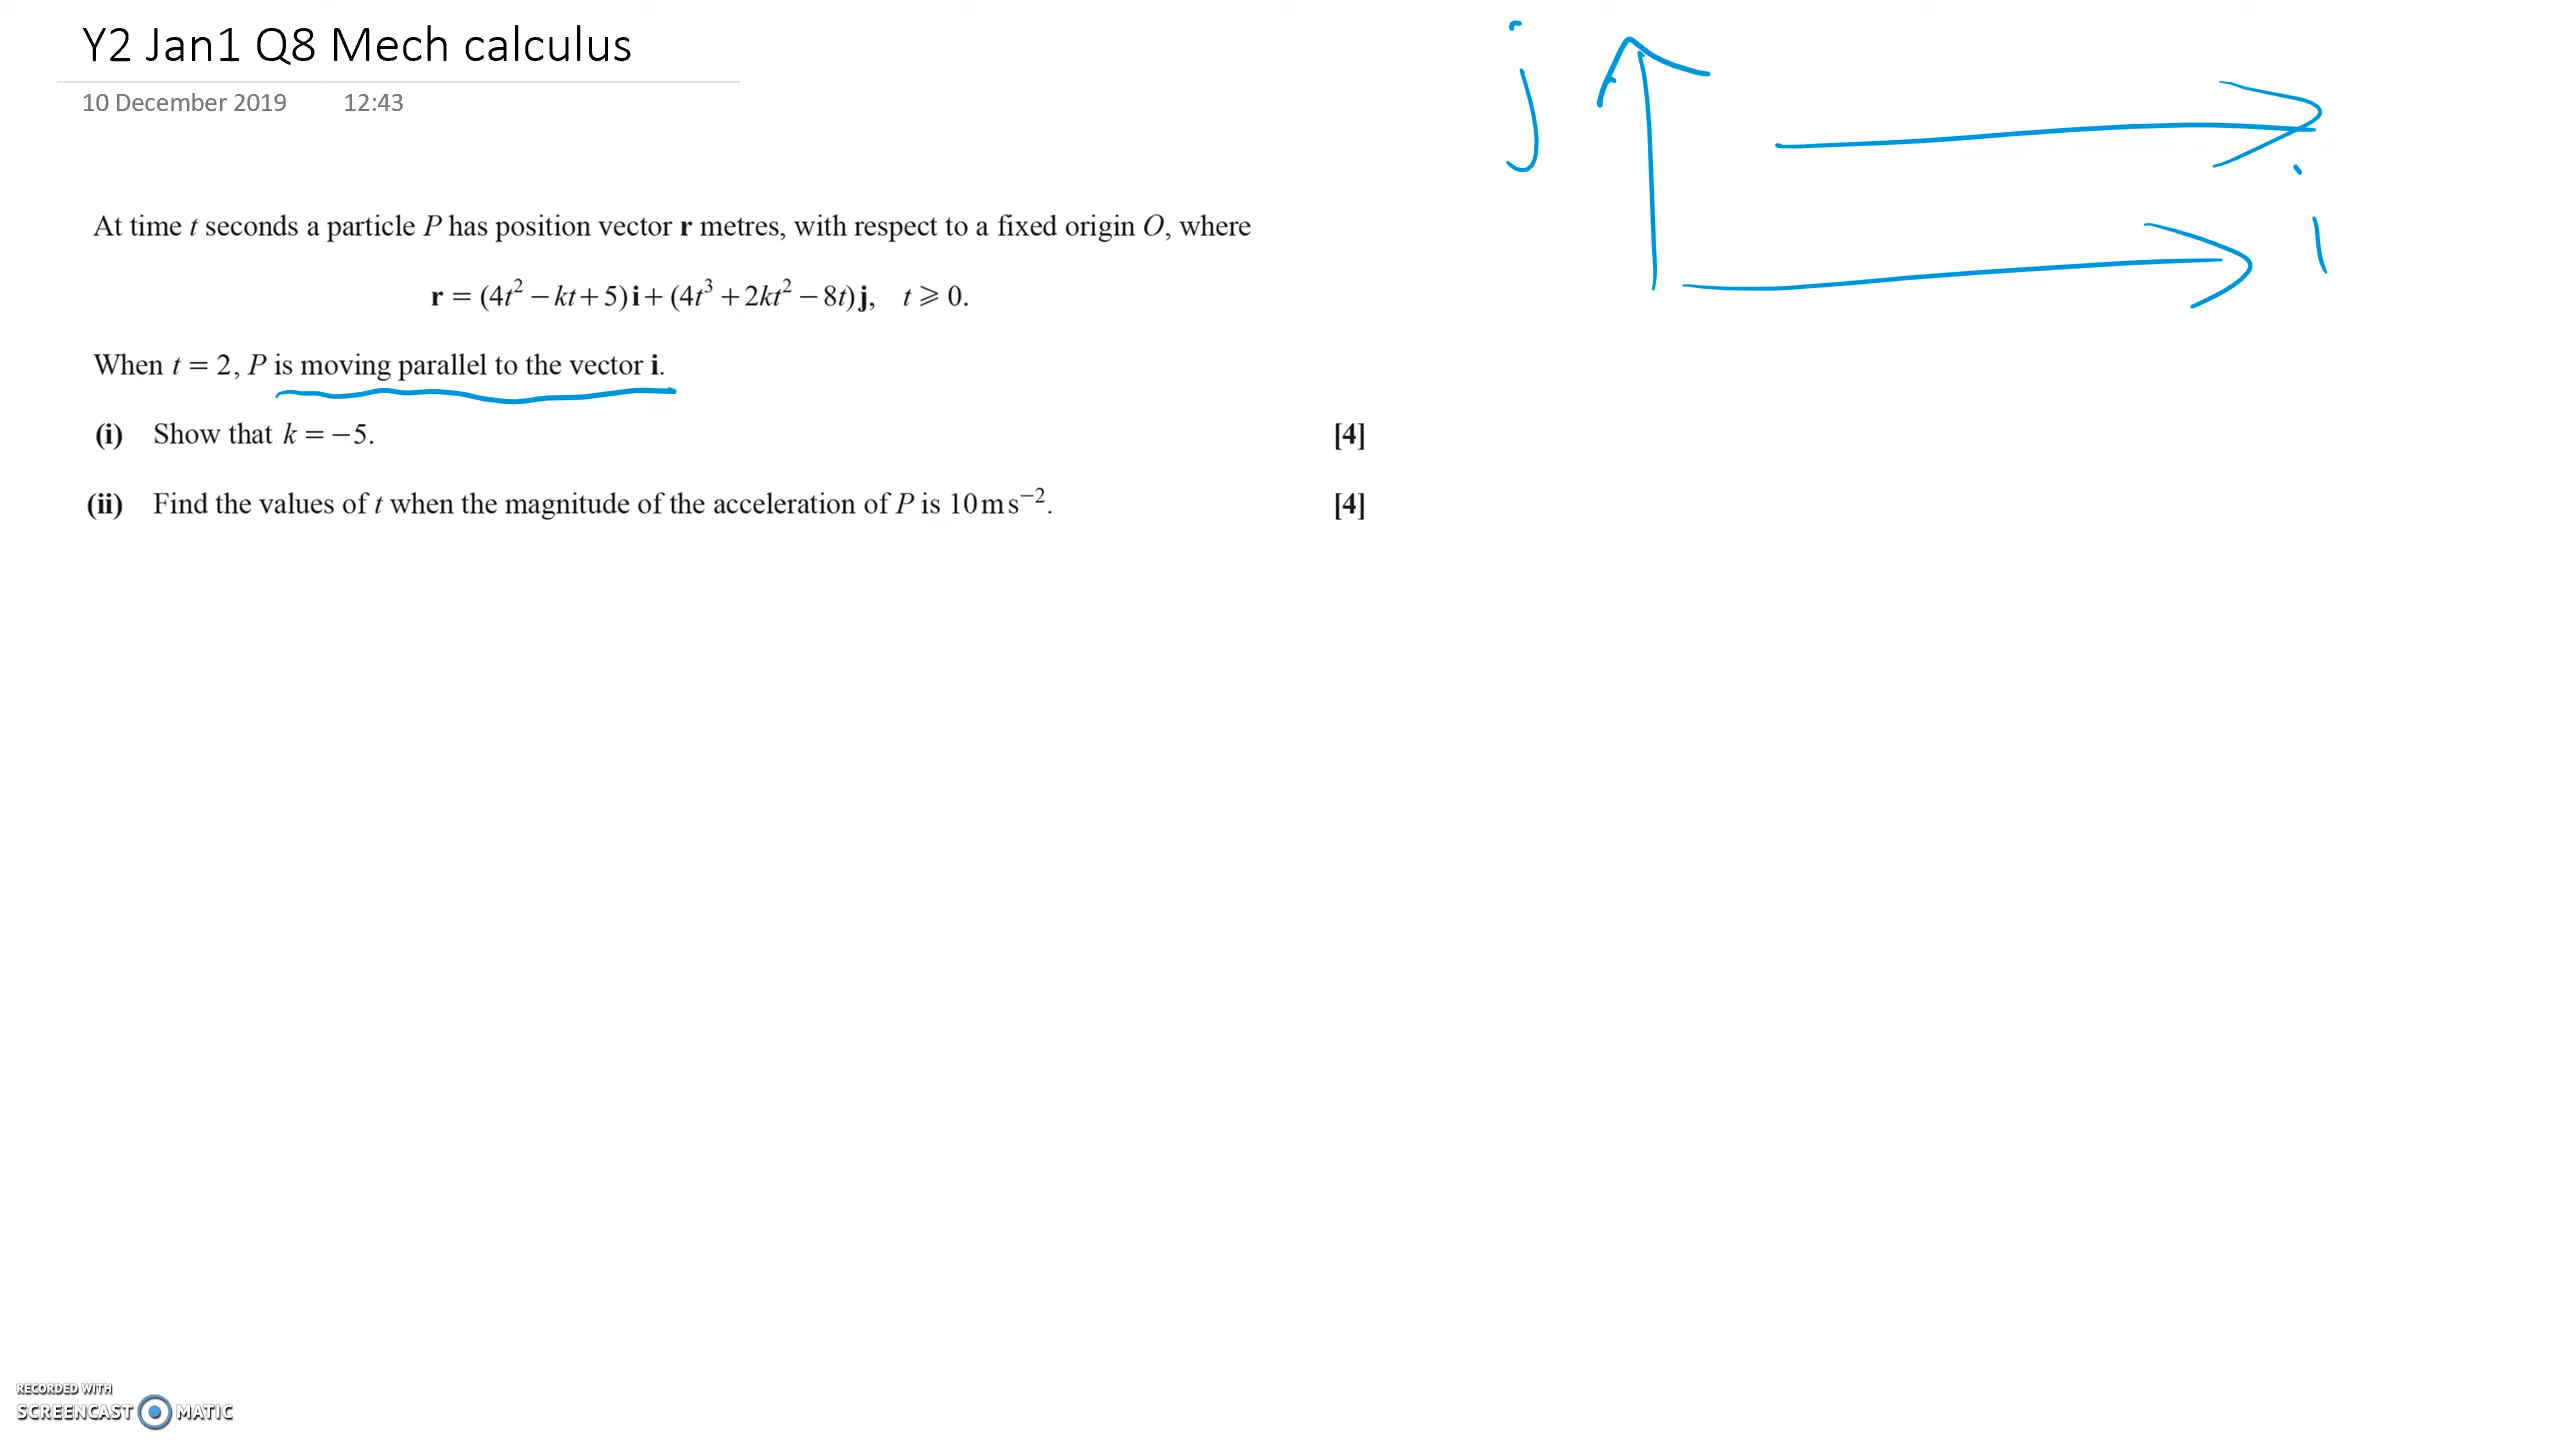 Y2 Jan1 Q8 Mech calculus
10 December 2019 12:43
j
i
At time t seconds a particle P has position vector r metres, with respect to a fixed origin O, where
r = (4t² − kt + 5)i + (4t³ + 2kt² − 8t)j, t ⩾ 0.
When t = 2, P is moving parallel to the vector i.
(i) Show that k = −5. [4]
(ii) Find the values of t when the magnitude of the acceleration of P is 10 m s⁻². [4]
RECORDED WITH
SCREENCAST MATIC